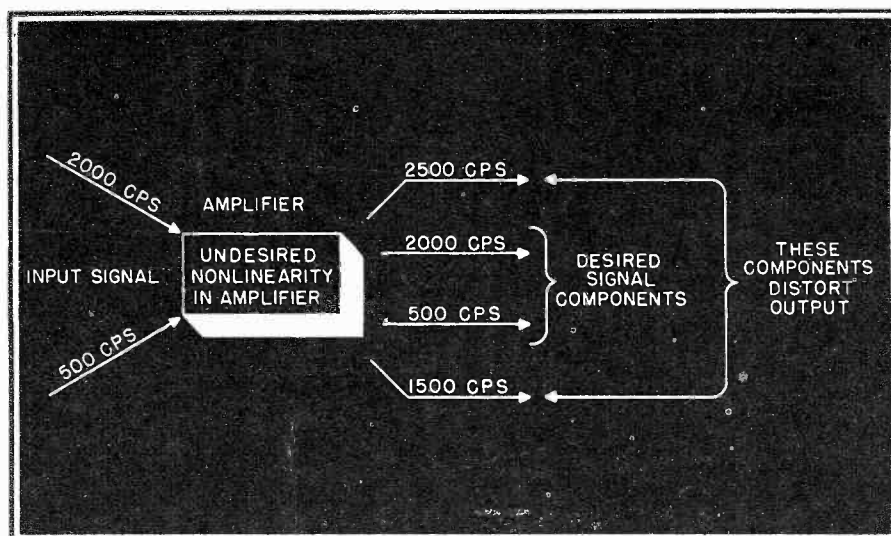 2000 CPS
AMPLIFIER
INPUT SIGNAL
UNDESIRED
NONLINEARITY
IN AMPLIFIER
500 CPS
2500 CPS
2000 CPS
500 CPS
1500 CPS
DESIRED
SIGNAL
COMPONENTS
THESE
COMPONENTS
DISTORT
OUTPUT